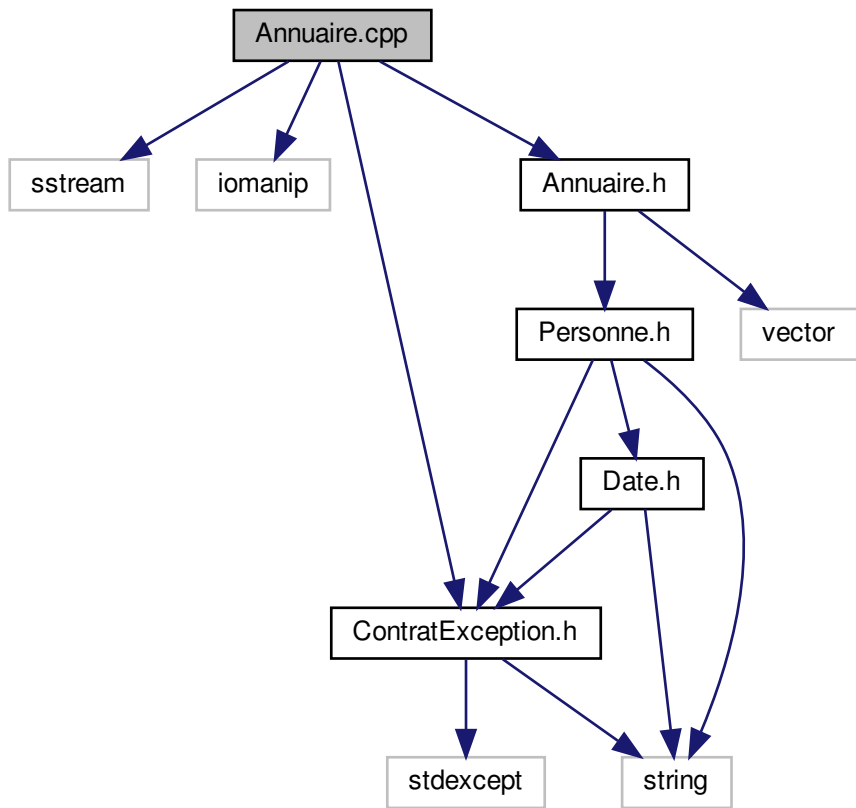 Annuaire.cpp
sstream
iomanip
Annuaire.h
Personne.h
vector
Date.h
ContratException.h
stdexcept
string